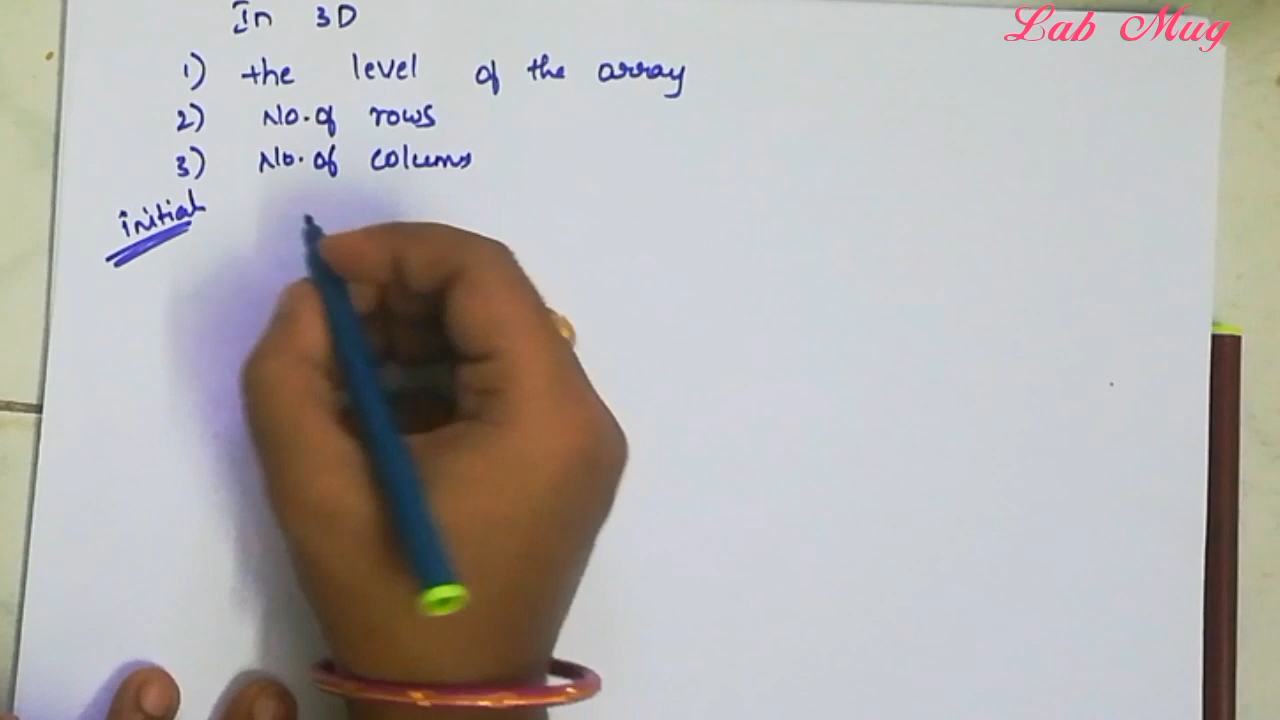 Lab Mug
In 3D
1) the level of the array
2) No. of rows
3) No. of colums
initial